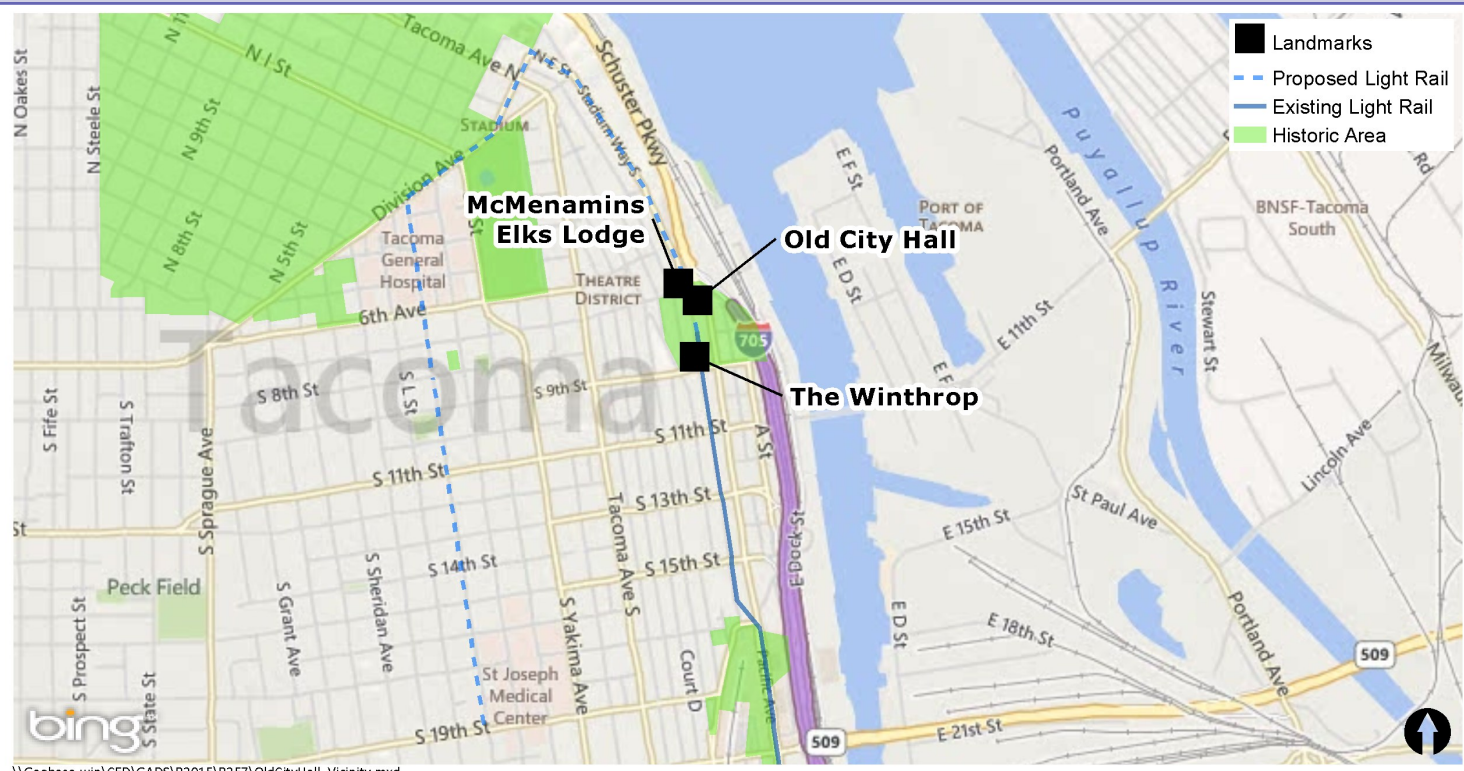 Landmarks
Proposed Light Rail
Existing Light Rail
Historic Area
N Oakes St
N Steele St
N I St
N 9th St
N 8th St
N 5th St
Tacoma Ave N
N E St
Schuster Pkwy
Stadium Way S
STADIUM
Division Ave
McMenamins
Elks Lodge
Old City Hall
The Winthrop
Tacoma
General
Hospital
THEATRE
DISTRICT
6th Ave
Tacoma
705
S 8th St
S 9th St
S L St
S 11th St
S 11th St
S 13th St
S 14th St
S 15th St
S 19th St
S Fife St
S Trafton St
S Sprague Ave
Peck Field
S Prospect St
S State St
S Grant Ave
S Sheridan Ave
S Yakima Ave
Tacoma Ave S
Court D
Pacific Ave
A St
E Dock St
St Joseph
Medical
Center
E F St
E D St
E F
E D St
PORT OF
TACOMA
Portland Ave
Puyallup River
BNSF-Tacoma
South
Stewart St
E 11th St
Lincoln Ave
St Paul Ave
E 15th St
E 18th St
E 21st St
Portland Ave
509
509
Rd
St
bing